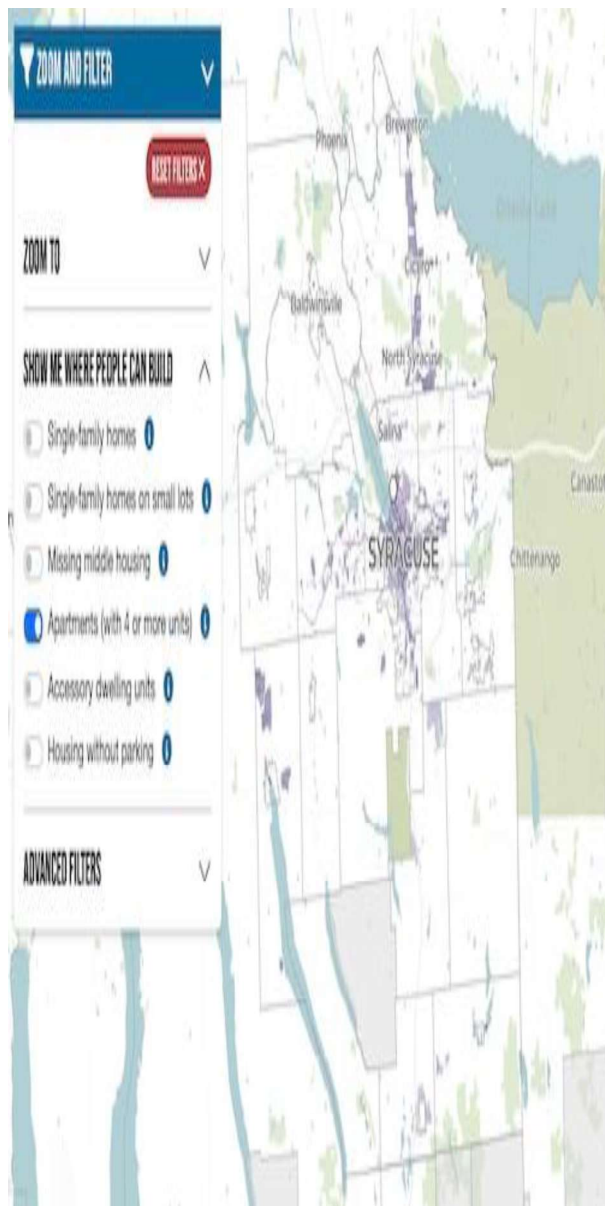 ZOOM AND FILTER
RESET FILTERS ×
ZOOM TO
SHOW ME WHERE PEOPLE CAN BUILD
Single-family homes
Single-family homes on small lots
Missing middle housing
Apartments (with 4 or more units)
Accessory dwelling units
Housing without parking
ADVANCED FILTERS
Phoenix
Brewerton
Oneida Lake
Cicero
Baldwinsville
North Syracuse
Salina
SYRACUSE
Chittenango
Canastot